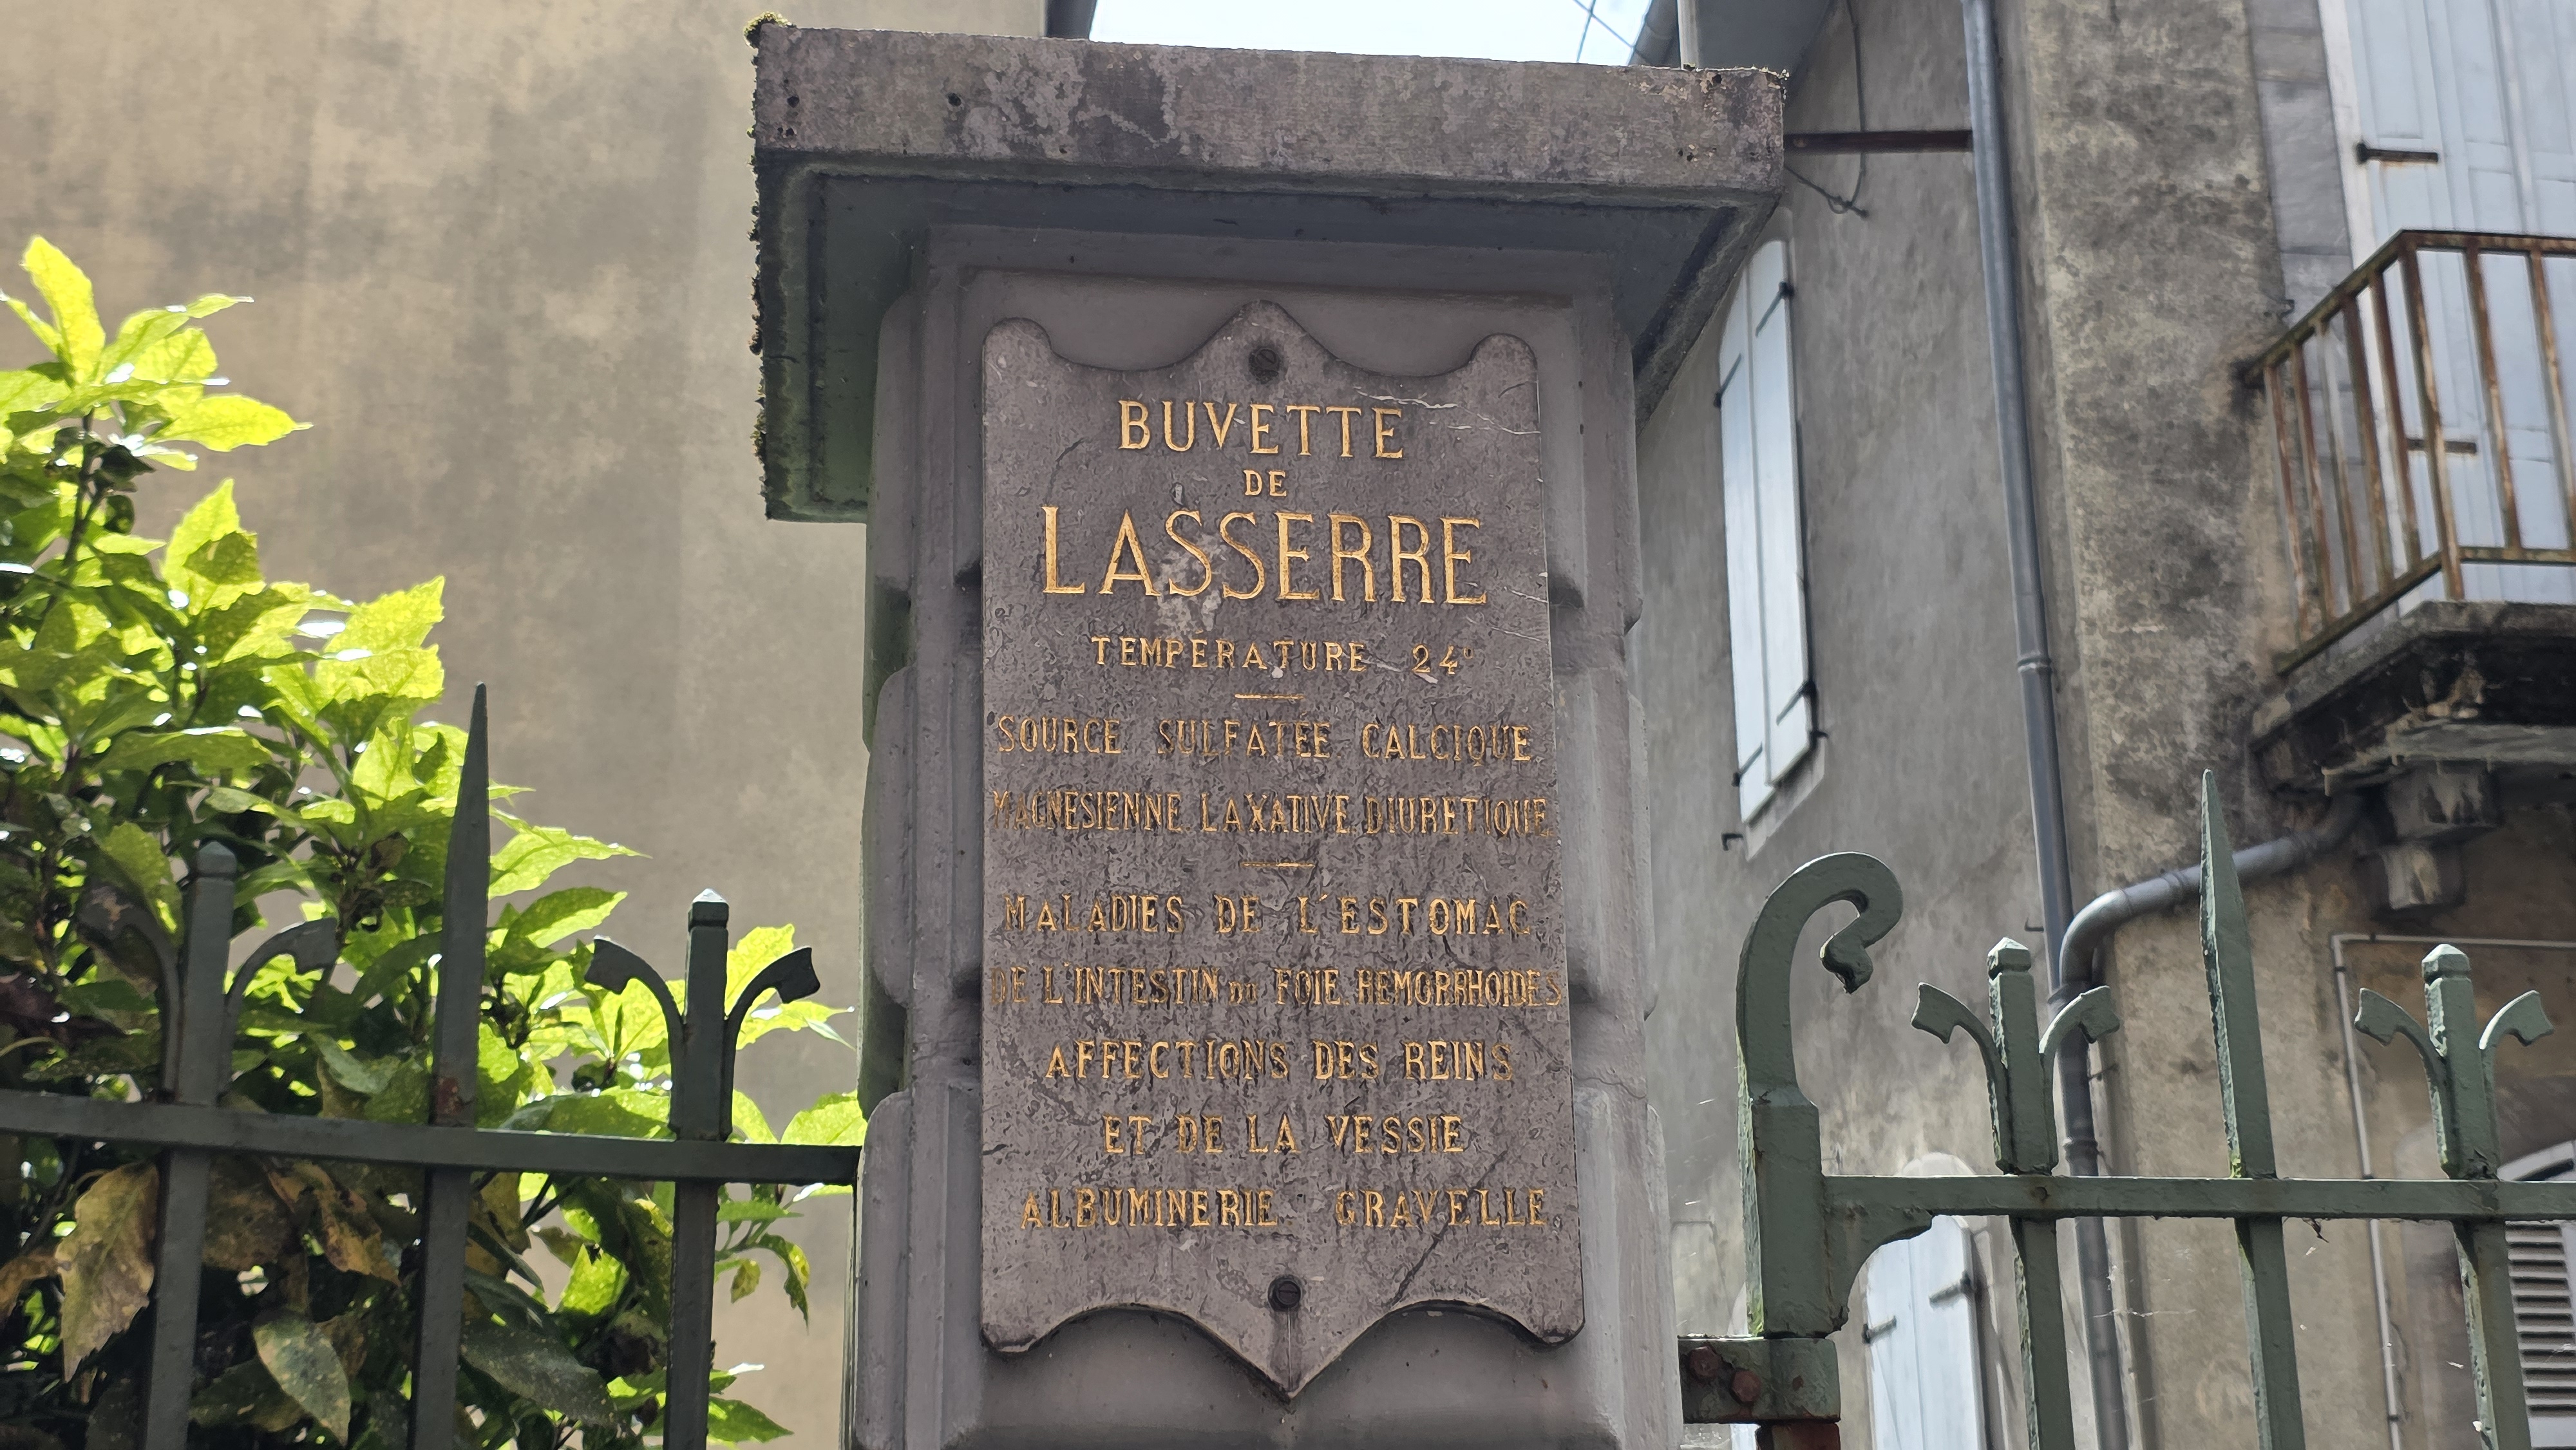 BUVETTE
DE
LASSERRE
TEMPERATURE 24°
SOURCE SULFATÉE CALCIQUE
MAGNESIENNE LAXATIVE DIURETIQUE
MALADIES DE L'ESTOMAC
DE L'INTESTIN DU FOIE HEMORRHOIDES
AFFECTIONS DES REINS
ET DE LA VESSIE
ALBUMINERIE. GRAVELLE.